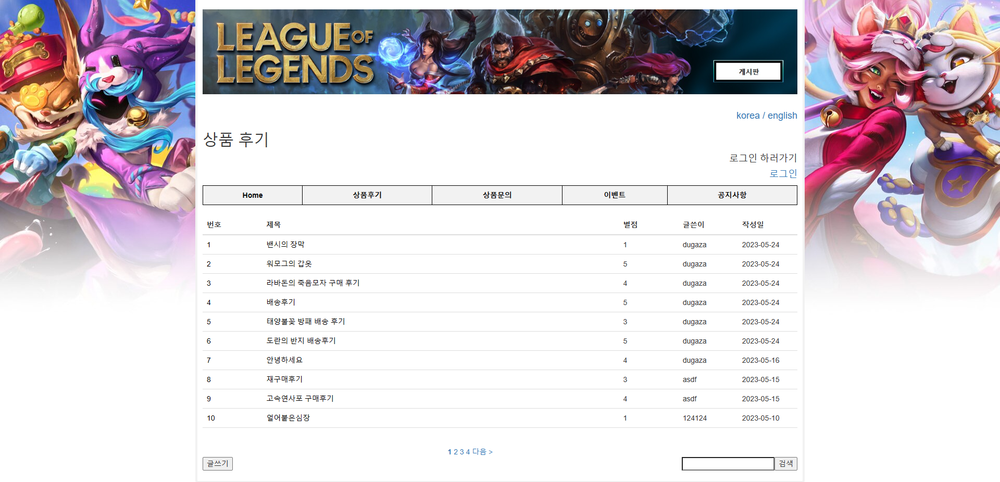 LEAGUE OF
LEGENDS
게시판
korea / english
상품 후기
로그인 하러가기
로그인
Home 상품후기 상품문의 이벤트 공지사항
번호 제목 별점 글쓴이 작성일
1 밴시의 장막 1 dugaza 2023-05-24
2 워모그의 갑옷 5 dugaza 2023-05-24
3 라바돈의 죽음모자 구매 후기 4 dugaza 2023-05-24
4 배송후기 5 dugaza 2023-05-24
5 태양불꽃 방패 배송 후기 3 dugaza 2023-05-24
6 도란의 반지 배송후기 5 dugaza 2023-05-24
7 안녕하세요 4 dugaza 2023-05-16
8 재구매후기 3 asdf 2023-05-15
9 고속연사포 구매후기 4 asdf 2023-05-15
10 얼어붙은심장 1 124124 2023-05-10
1 2 3 4 다음 >
글쓰기 검색